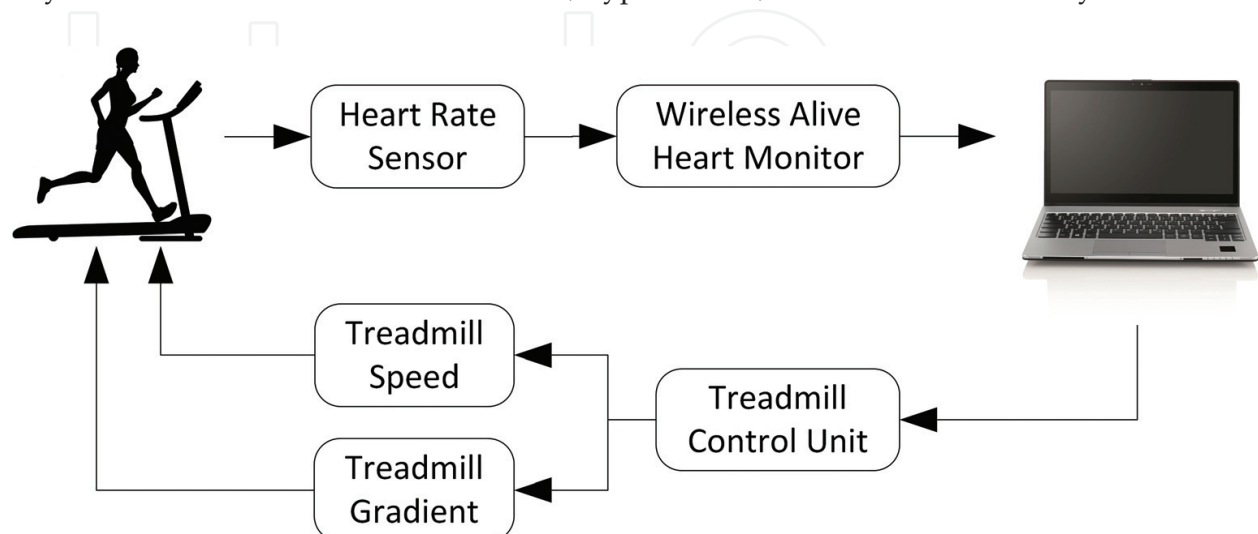 Heart Rate
Sensor
Wireless Alive
Heart Monitor
Treadmill
Speed
Treadmill
Control Unit
Treadmill
Gradient